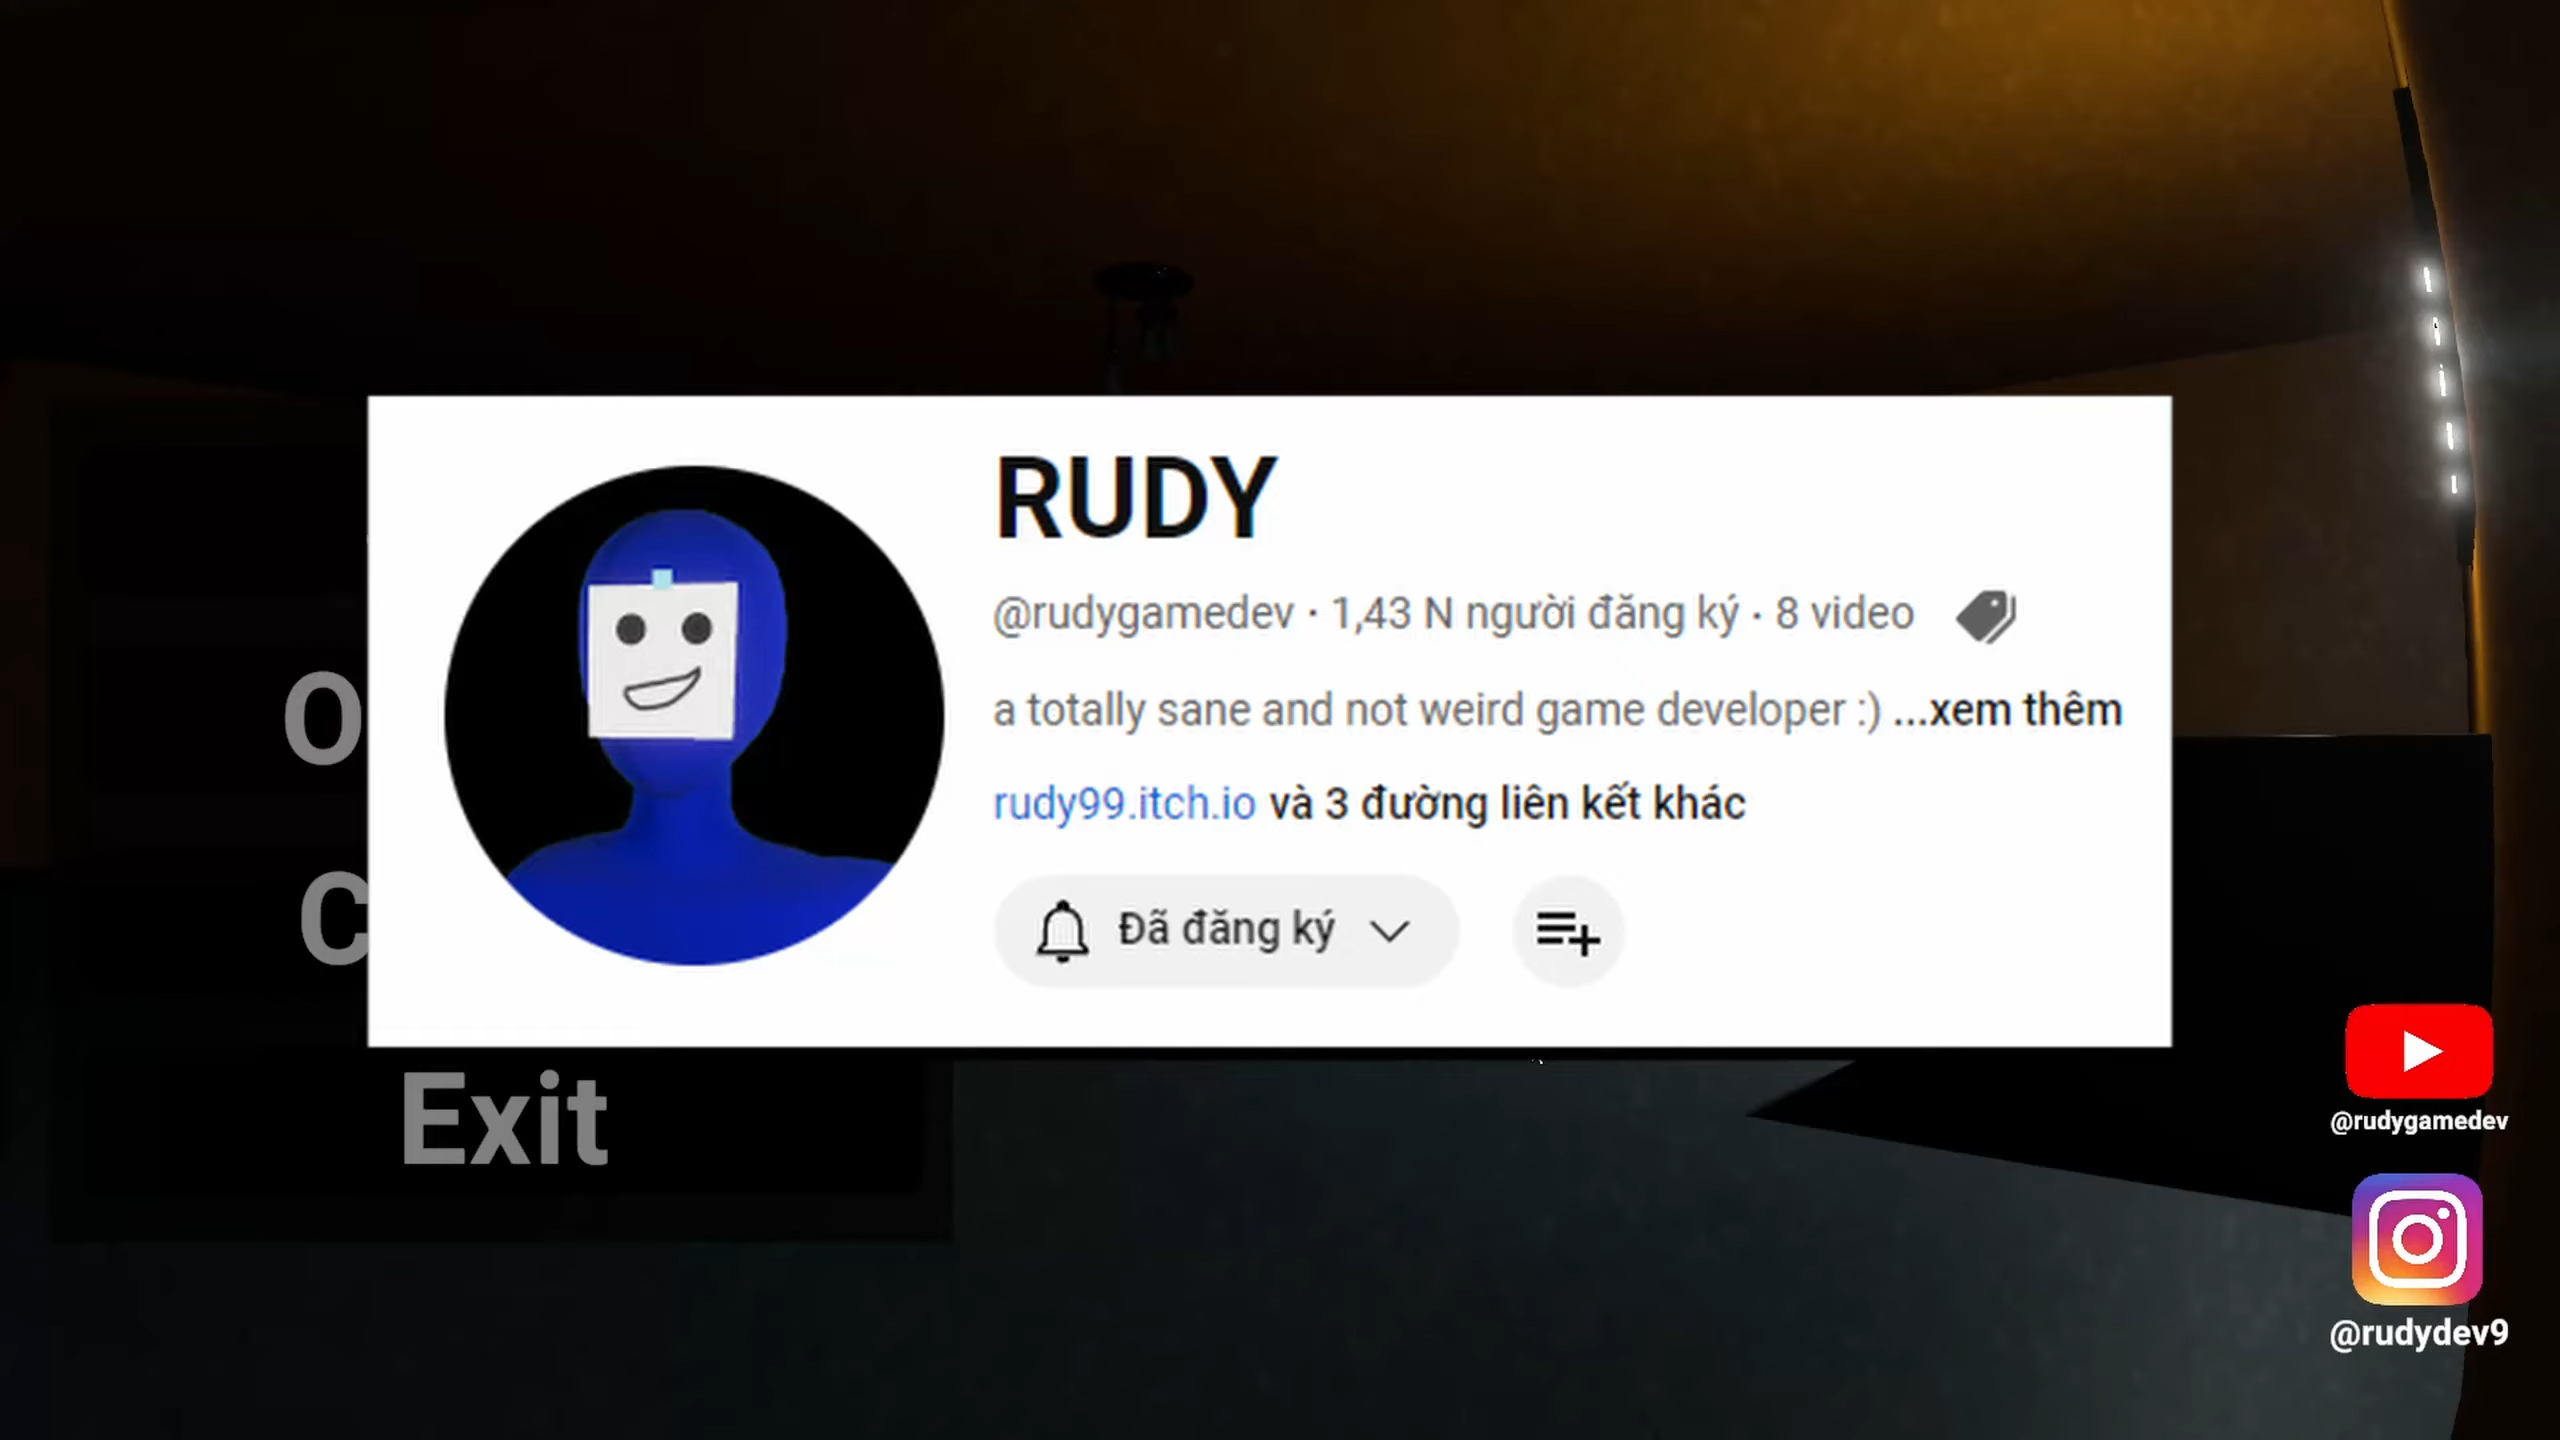 RUDY
@rudygamedev · 1,43 N người đăng ký · 8 video
a totally sane and not weird game developer :) ...xem thêm
rudy99.itch.io và 3 đường liên kết khác
Đã đăng ký
O
C
Exit
@rudygamedev
@rudydev9